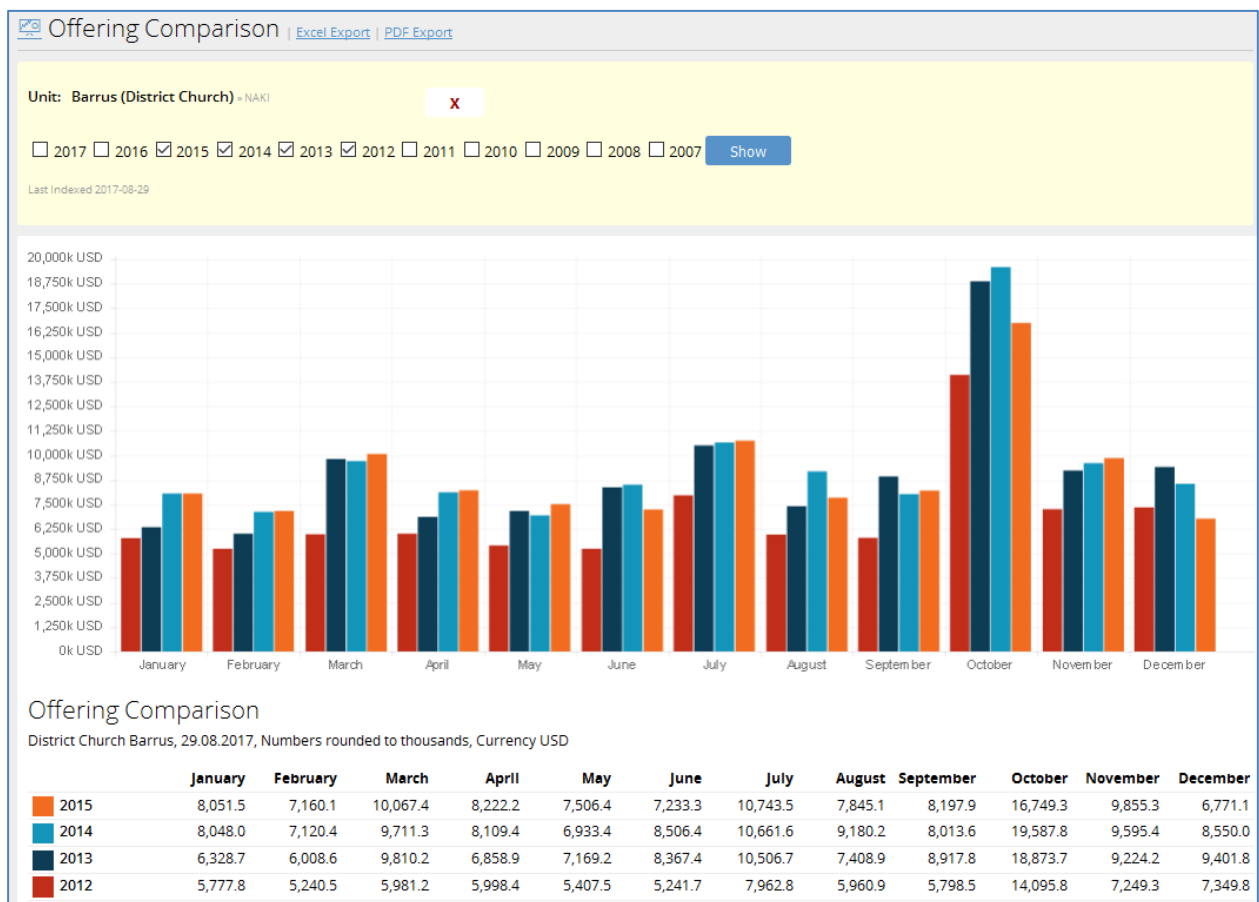 Offering Comparison | Excel Export | PDF Export
Unit: Barrus (District Church) » NAKI X
2017 2016 2015 2014 2013 2012 2011 2010 2009 2008 2007 Show
Last Indexed 2017-08-29
20,000k USD
18,750k USD
17,500k USD
16,250k USD
15,000k USD
13,750k USD
12,500k USD
11,250k USD
10,000k USD
8,750k USD
7,500k USD
6,250k USD
5,000k USD
3,750k USD
2,500k USD
1,250k USD
0k USD
January February March April May June July August September October November December
Offering Comparison
District Church Barrus, 29.08.2017, Numbers rounded to thousands, Currency USD
January February March April May June July August September October November December
2015 8,051.5 7,160.1 10,067.4 8,222.2 7,506.4 7,233.3 10,743.5 7,845.1 8,197.9 16,749.3 9,855.3 6,771.1
2014 8,048.0 7,120.4 9,711.3 8,109.4 6,933.4 8,506.4 10,661.6 9,180.2 8,013.6 19,587.8 9,595.4 8,550.0
2013 6,328.7 6,008.6 9,810.2 6,858.9 7,169.2 8,367.4 10,506.7 7,408.9 8,917.8 18,873.7 9,224.2 9,401.8
2012 5,777.8 5,240.5 5,981.2 5,998.4 5,407.5 5,241.7 7,962.8 5,960.9 5,798.5 14,095.8 7,249.3 7,349.8